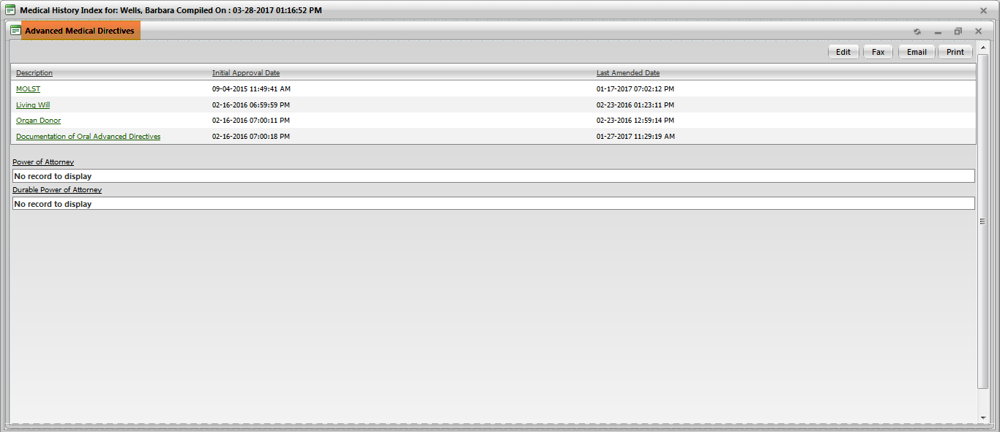 Medical History Index for: Wells, Barbara Compiled On : 03-28-2017 01:16:52 PM
Advanced Medical Directives
Edit Fax Email Print
Description Initial Approval Date Last Amended Date
MOLST 09-04-2015 11:49:41 AM 01-17-2017 07:02:12 PM
Living Will 02-16-2016 06:59:59 PM 02-23-2016 01:23:11 PM
Organ Donor 02-16-2016 07:00:11 PM 02-23-2016 12:59:14 PM
Documentation of Oral Advanced Directives 02-16-2016 07:00:18 PM 01-27-2017 11:29:19 AM
Power of Attorney
No record to display
Durable Power of Attorney
No record to display